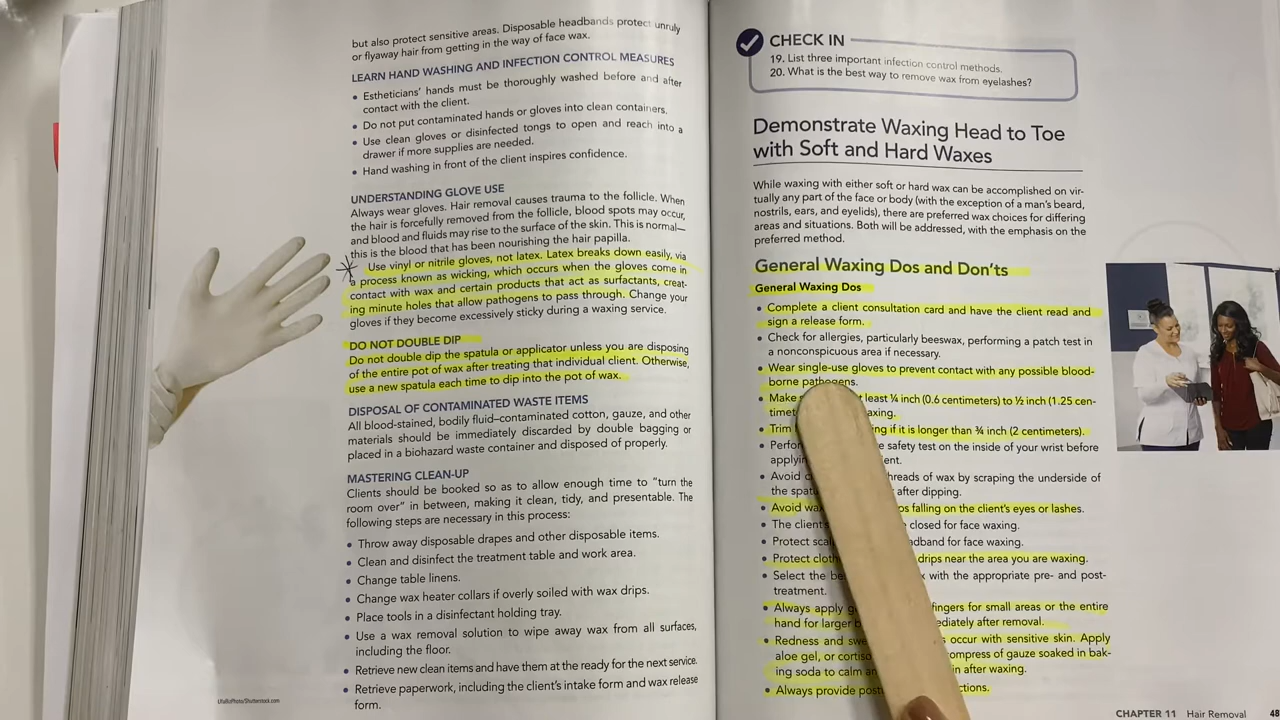 but also protect sensitive areas. Disposable headbands protect unruly
or flyaway hair from getting in the way of face wax.
LEARN HAND WASHING AND INFECTION CONTROL MEASURES
• Estheticians' hands must be thoroughly washed before and after
contact with the client.
• Do not put contaminated hands or gloves into clean containers.
• Use clean gloves or disinfected tongs to open and reach into a
drawer if more supplies are needed.
• Hand washing in front of the client inspires confidence.
UNDERSTANDING GLOVE USE
Always wear gloves. Hair removal causes trauma to the follicle. When
the hair is forcefully removed from the follicle, blood spots may occur,
and blood and fluids may rise to the surface of the skin. This is normal—
this is the blood that has been nourishing the hair papilla.
Use vinyl or nitrile gloves, not latex. Latex breaks down easily, via
a process known as wicking, which occurs when the gloves come in
contact with wax and certain products that act as surfactants, creat-
ing minute holes that allow pathogens to pass through. Change your
gloves if they become excessively sticky during a waxing service.
DO NOT DOUBLE DIP
Do not double dip the spatula or applicator unless you are disposing
of the entire pot of wax after treating that individual client. Otherwise,
use a new spatula each time to dip into the pot of wax.
DISPOSAL OF CONTAMINATED WASTE ITEMS
All blood-stained, bodily fluid–contaminated cotton, gauze, and other
materials should be immediately discarded by double bagging or
placed in a biohazard waste container and disposed of properly.
MASTERING CLEAN-UP
Clients should be booked so as to allow enough time to “turn the
room over” in between, making it clean, tidy, and presentable. The
following steps are necessary in this process:
• Throw away disposable drapes and other disposable items.
• Clean and disinfect the treatment table and work area.
• Change table linens.
• Change wax heater collars if overly soiled with wax drips.
• Place tools in a disinfectant holding tray.
• Use a wax removal solution to wipe away wax from all surfaces,
including the floor.
• Retrieve new clean items and have them at the ready for the next service.
• Retrieve paperwork, including the client's intake form and wax release
form.
CHECK IN
19. List three important infection control methods.
20. What is the best way to remove wax from eyelashes?
Demonstrate Waxing Head to Toe
with Soft and Hard Waxes
While waxing with either soft or hard wax can be accomplished on vir-
tually any part of the face or body (with the exception of a man's beard,
nostrils, ears, and eyelids), there are preferred wax choices for differing
areas and situations. Both will be addressed, with the emphasis on the
preferred method.
General Waxing Dos and Don'ts
General Waxing Dos
• Complete a client consultation card and have the client read and
sign a release form.
• Check for allergies, particularly beeswax, performing a patch test in
a nonconspicuous area if necessary.
• Wear single-use gloves to prevent contact with any possible blood-
borne pathogens.
• Make least ¼ inch (0.6 centimeters) to ½ inch (1.25 cen-
• Trim if it is longer than ¾ inch (2 centimeters).
• safety test on the inside of your wrist before
• Avoid of wax by scraping the underside of
the after dipping.
• Avoid falling on the client's eyes or lashes.
• The closed for face waxing.
• Protect for face waxing.
• Protect drips near the area you are waxing.
• Select the with the appropriate pre- and post-
treatment.
• Always apply fingers for small areas or the entire
hand for larger after removal.
• Redness and occur with sensitive skin. Apply
aloe gel, or of gauze soaked in bak-
ing soda to calm after waxing.
• Always provide
CHAPTER 11 Hair Removal